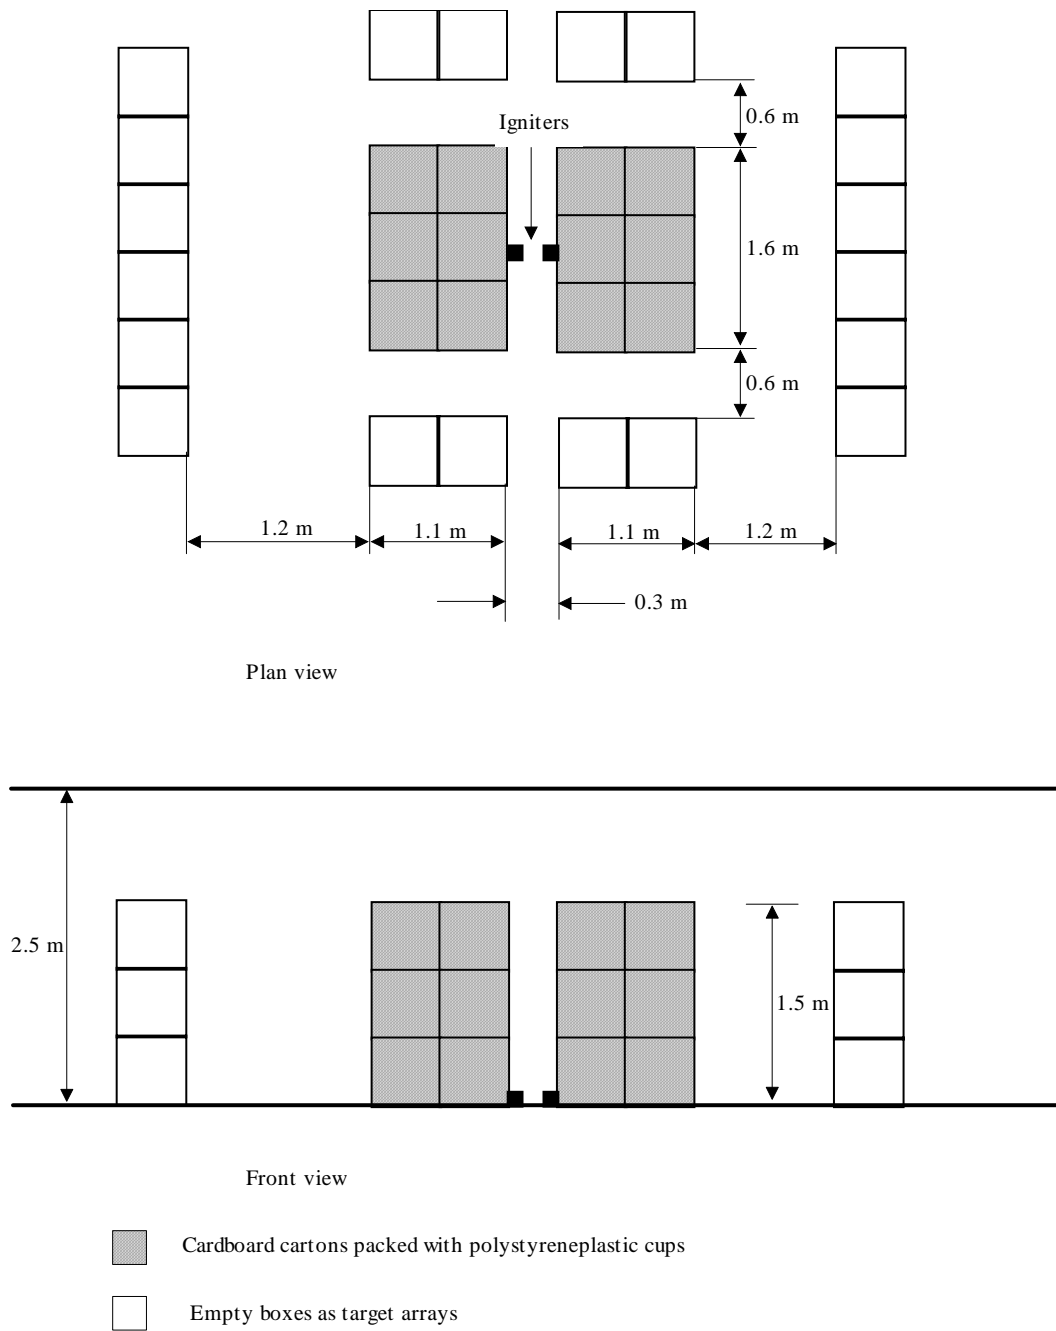 Igniters
0.6 m
1.6 m
0.6 m
1.2 m
1.1 m
1.1 m
1.2 m
0.3 m
Plan view
2.5 m
1.5 m
Front view
Cardboard cartons packed with polystyreneplastic cups
Empty boxes as target arrays